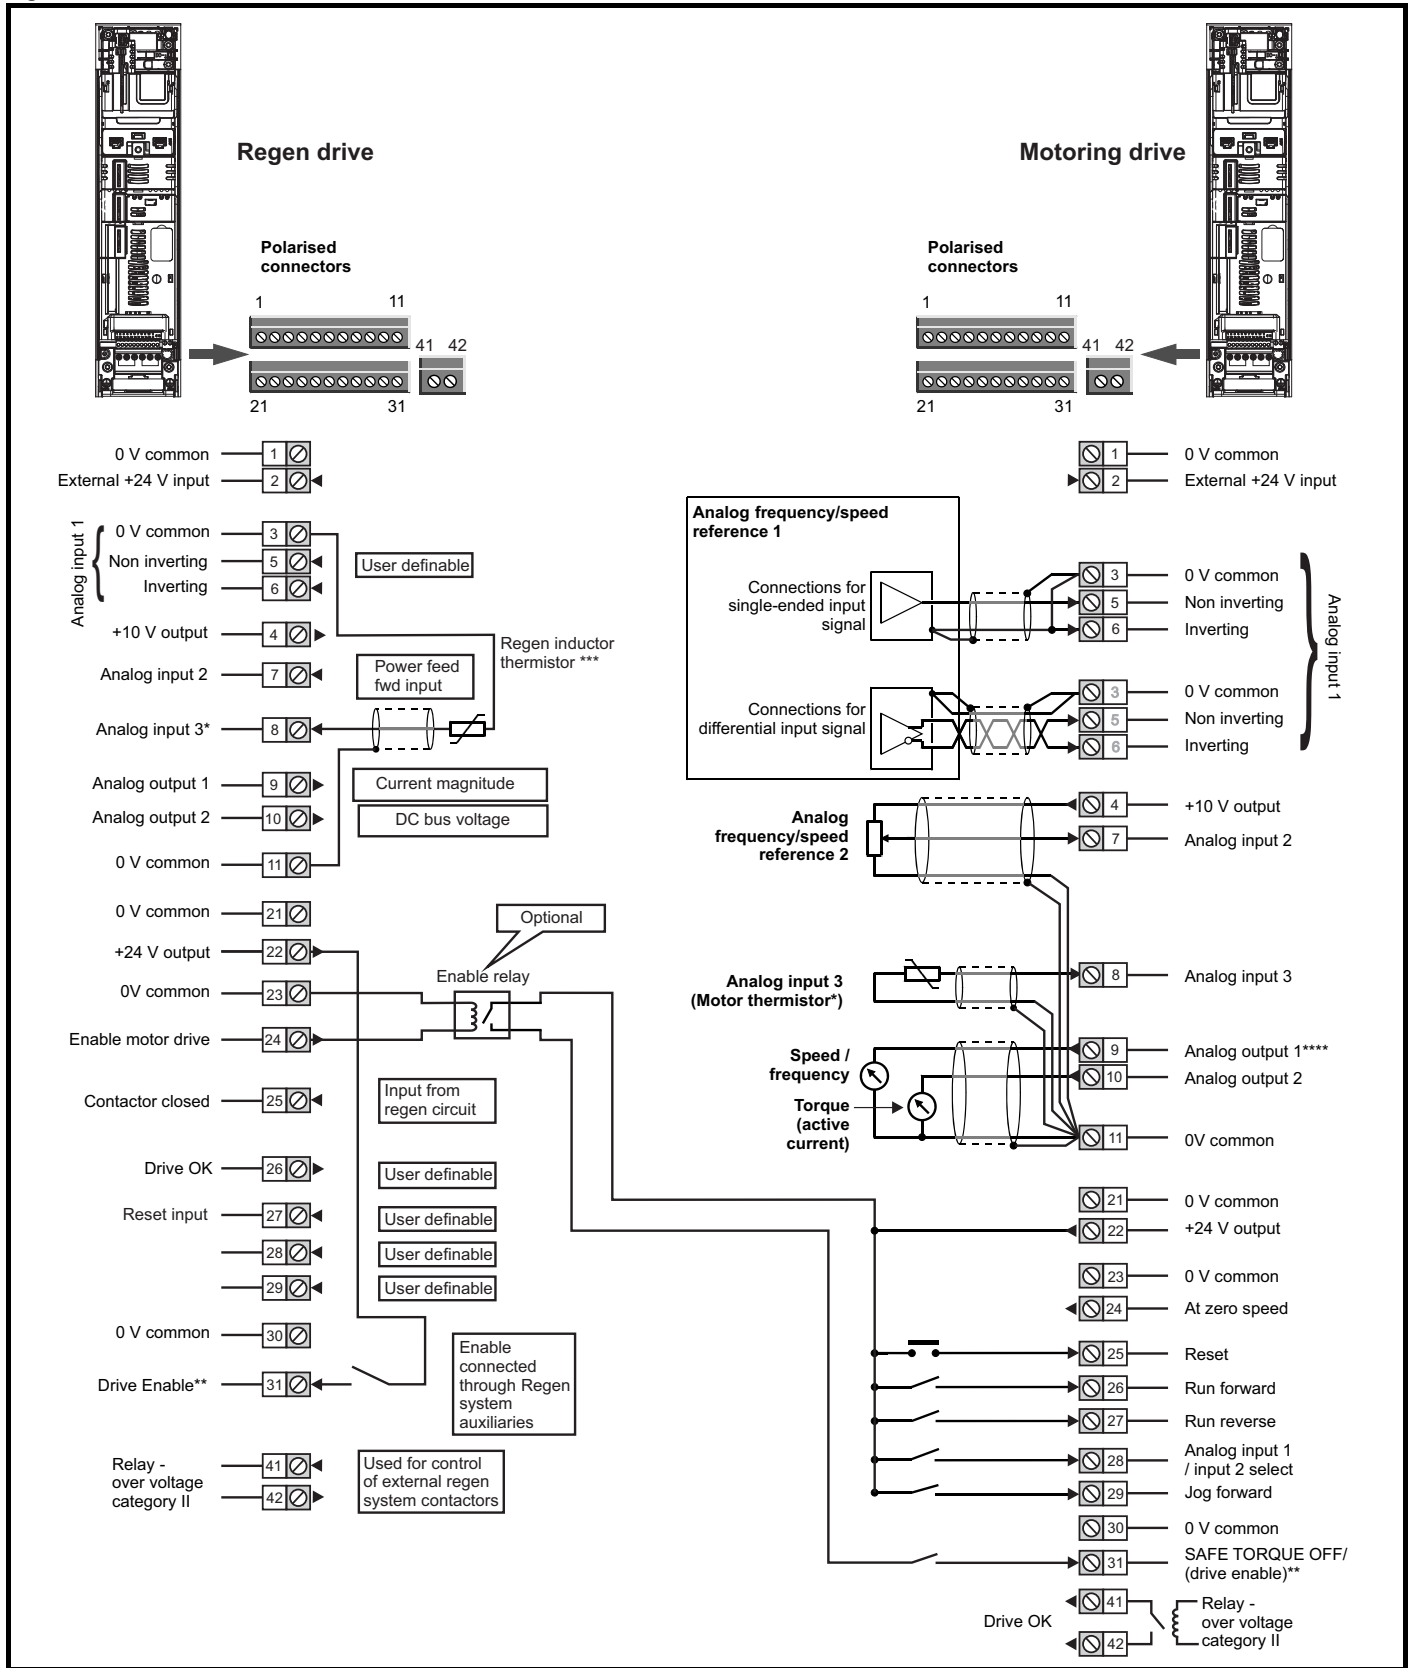 Regen drive
Motoring drive
Polarised
connectors
1 11
41 42
21 31
Polarised
connectors
1 11
41 42
21 31
0 V common 1
External +24 V input 2
Analog input 1
0 V common 3
Non inverting 5
Inverting 6
User definable
+10 V output 4
Regen inductor
thermistor ***
Analog input 2 7
Power feed
fwd input
Analog input 3* 8
Analog output 1 9
Current magnitude
Analog output 2 10
DC bus voltage
0 V common 11
0 V common 21
Optional
+24 V output 22
Enable relay
0V common 23
Enable motor drive 24
Contactor closed 25
Input from
regen circuit
Drive OK 26
User definable
Reset input 27
User definable
28
User definable
29
User definable
0 V common 30
Drive Enable** 31
Enable
connected
through Regen
system
auxiliaries
Relay -
over voltage
category II
41
42
Used for control
of external regen
system contactors
1 0 V common
2 External +24 V input
Analog frequency/speed
reference 1
Connections for
single-ended input
signal
3 0 V common
5 Non inverting
6 Inverting
Analog input 1
Connections for
differential input signal
3 0 V common
5 Non inverting
6 Inverting
Analog
frequency/speed
reference 2
4 +10 V output
7 Analog input 2
Analog input 3
(Motor thermistor*)
8 Analog input 3
Speed /
frequency
Torque
(active
current)
9 Analog output 1****
10 Analog output 2
11 0V common
21 0 V common
22 +24 V output
23 0 V common
24 At zero speed
25 Reset
26 Run forward
27 Run reverse
28 Analog input 1
/ input 2 select
29 Jog forward
30 0 V common
31 SAFE TORQUE OFF/
(drive enable)**
Drive OK
41
42
Relay -
over voltage
category II